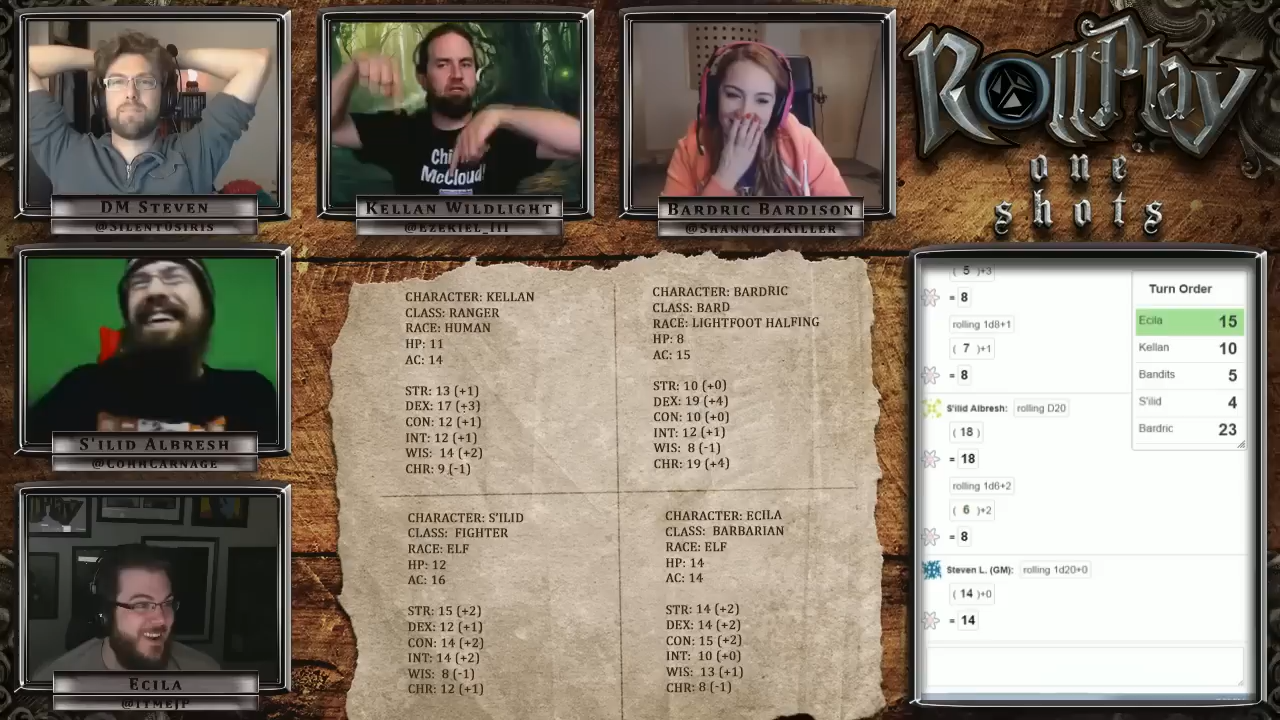 DM Steven
@Silent0siris
Kellan Wildlight
@Ezekiel_III
Bardric Bardison
@Shannonzkiller
RollPlay
one
shots
S'ilid Albresh
@CohhCarnage
Ecila
@itmeJP
CHARACTER: KELLAN
CLASS: RANGER
RACE: HUMAN
HP: 11
AC: 14
STR: 13 (+1)
DEX: 17 (+3)
CON: 12 (+1)
INT: 12 (+1)
WIS: 14 (+2)
CHR: 9 (-1)
CHARACTER: BARDRIC
CLASS: BARD
RACE: LIGHTFOOT HALFING
HP: 8
AC: 15
STR: 10 (+0)
DEX: 19 (+4)
CON: 10 (+0)
INT: 12 (+1)
WIS: 8 (-1)
CHR: 19 (+4)
CHARACTER: S'ILID
CLASS: FIGHTER
RACE: ELF
HP: 12
AC: 16
STR: 15 (+2)
DEX: 12 (+1)
CON: 14 (+2)
INT: 14 (+2)
WIS: 8 (-1)
CHR: 12 (+1)
CHARACTER: ECILA
CLASS: BARBARIAN
RACE: ELF
HP: 14
AC: 14
STR: 14 (+2)
DEX: 14 (+2)
CON: 15 (+2)
INT: 10 (+0)
WIS: 13 (+1)
CHR: 8 (-1)
( 5 )+3
= 8
rolling 1d8+1
( 7 )+1
= 8
S'ilid Albresh: rolling D20
( 18 )
= 18
rolling 1d6+2
( 6 )+2
= 8
Steven L. (GM): rolling 1d20+0
( 14 )+0
= 14
Turn Order
Ecila 15
Kellan 10
Bandits 5
S'ilid 4
Bardric 23